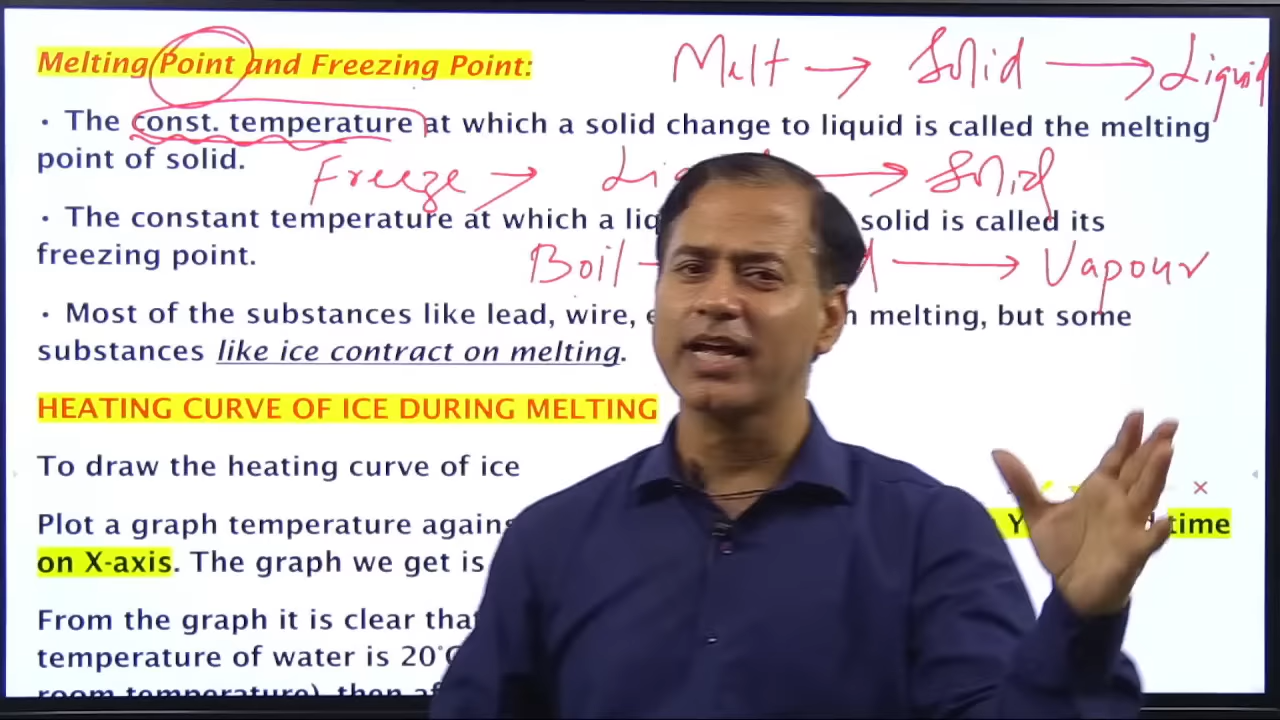 Melting Point and Freezing Point:
Melt → Solid → Liquid
• The const. temperature at which a solid change to liquid is called the melting
point of solid.
Freeze → → Solid
• The constant temperature at which a solid is called its
freezing point.
Boil → Vapour
• Most of the substances like lead, wire, melting, but some
substances like ice contract on melting.
HEATING CURVE OF ICE DURING MELTING
To draw the heating curve of ice
Plot a graph temperature time
on X-axis. The graph we get is
From the graph it is clear
temperature of water is 20°
room temperature), then